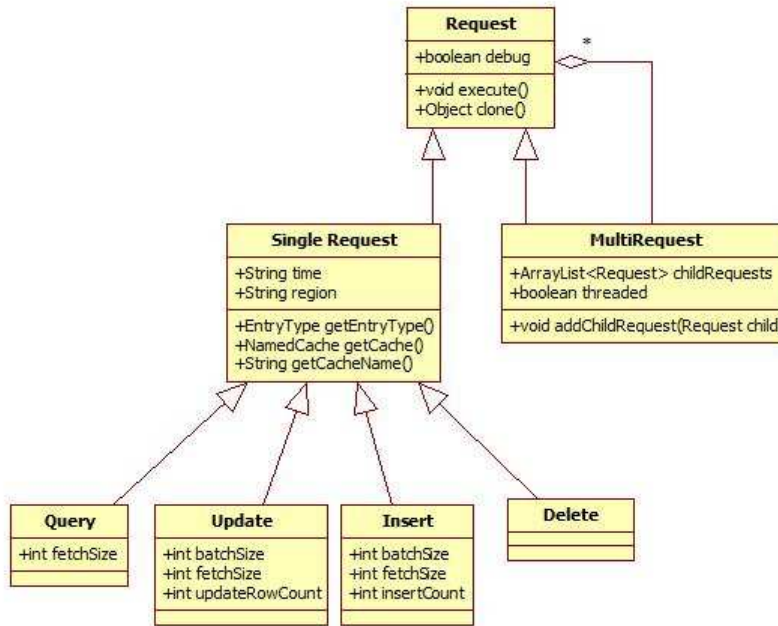 Request
+boolean debug
*
+void execute()
+Object clone()
Single Request
+String time
+String region
+EntryType getEntryType()
+NamedCache getCache()
+String getCacheName()
MultiRequest
+ArrayList<Request> childRequests
+boolean threaded
+void addChildRequest(Request child
Query
+int fetchSize
Update
+int batchSize
+int fetchSize
+int updateRowCount
Insert
+int batchSize
+int fetchSize
+int insertCount
Delete